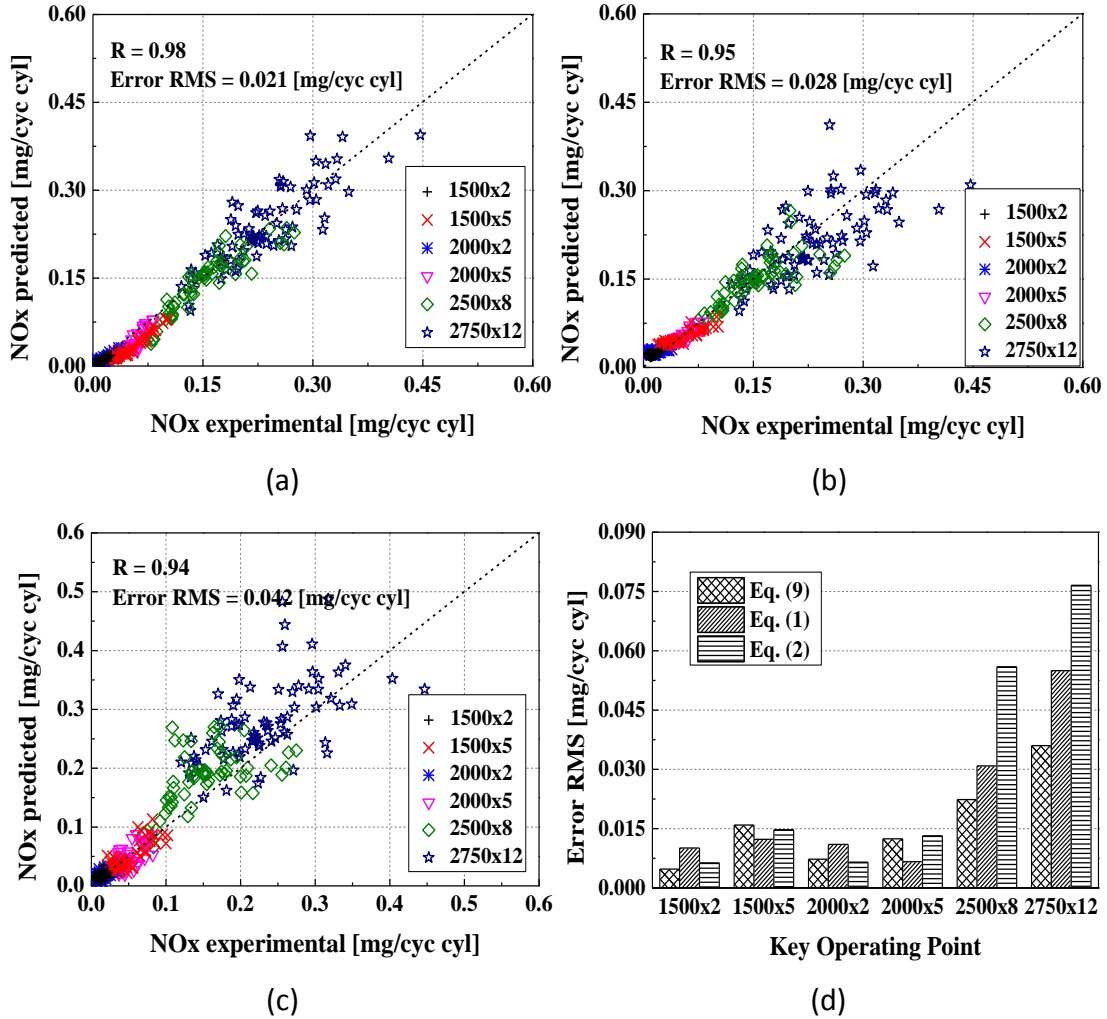 0.60
0.45
0.30
0.15
0.00
NOx predicted [mg/cyc cyl]
R = 0.98
Error RMS = 0.021 [mg/cyc cyl]
1500x2
1500x5
2000x2
2000x5
2500x8
2750x12
0.00 0.15 0.30 0.45 0.60
NOx experimental [mg/cyc cyl]
(a)
0.60
0.45
0.30
0.15
0.00
NOx predicted [mg/cyc cyl]
R = 0.95
Error RMS = 0.028 [mg/cyc cyl]
1500x2
1500x5
2000x2
2000x5
2500x8
2750x12
0.00 0.15 0.30 0.45 0.60
NOx experimental [mg/cyc cyl]
(b)
0.6
0.5
0.4
0.3
0.2
0.1
0.0
NOx predicted [mg/cyc cyl]
R = 0.94
Error RMS = 0.042 [mg/cyc cyl]
1500x2
1500x5
2000x2
2000x5
2500x8
2750x12
0.0 0.1 0.2 0.3 0.4 0.5 0.6
NOx experimental [mg/cyc cyl]
(c)
0.090
0.075
0.060
0.045
0.030
0.015
0.000
Error RMS [mg/cyc cyl]
Eq. (9)
Eq. (1)
Eq. (2)
1500x2 1500x5 2000x2 2000x5 2500x8 2750x12
Key Operating Point
(d)